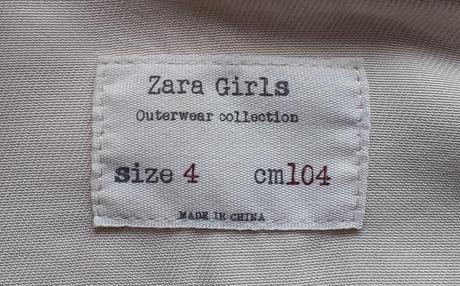 Zara Girls
Outerwear collection
size 4 cm104
MADE IN CHINA